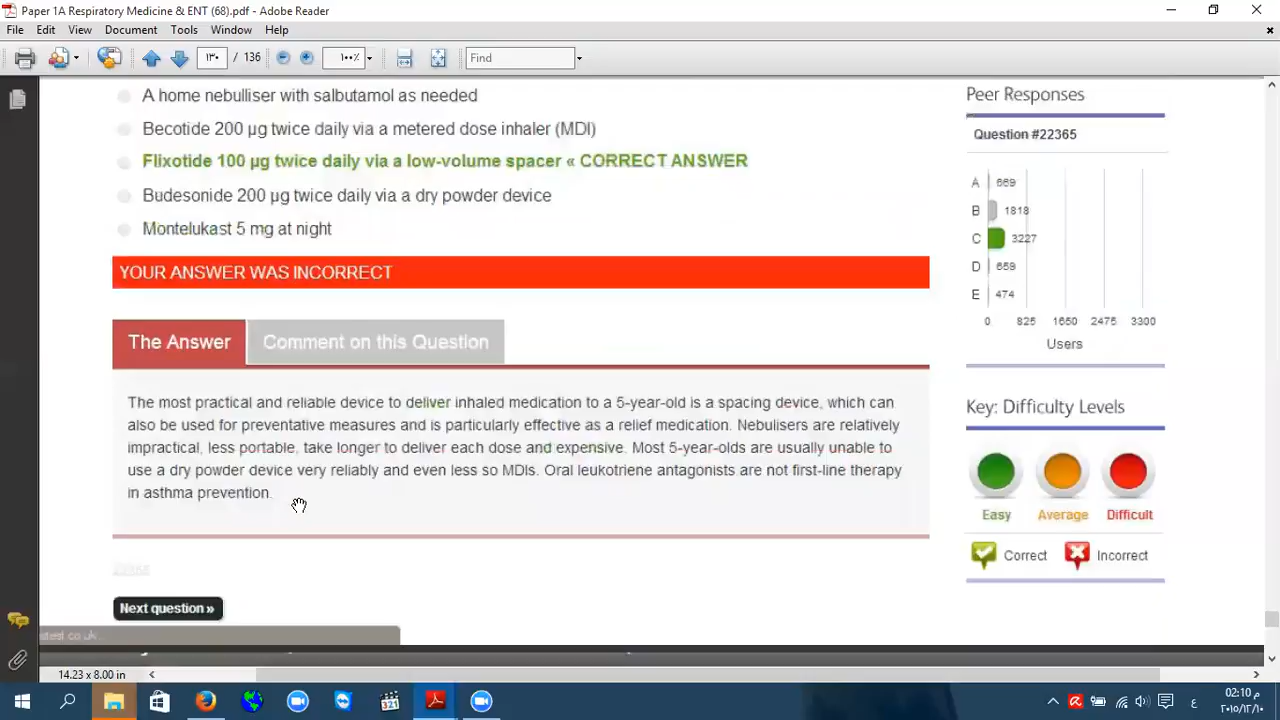 Paper 1A Respiratory Medicine & ENT (68).pdf - Adobe Reader
File Edit View Document Tools Window Help
١٣٠ / 136 ١٠٠٪ Find
A home nebuliser with salbutamol as needed
Becotide 200 µg twice daily via a metered dose inhaler (MDI)
Flixotide 100 µg twice daily via a low-volume spacer « CORRECT ANSWER
Budesonide 200 µg twice daily via a dry powder device
Montelukast 5 mg at night
YOUR ANSWER WAS INCORRECT
The Answer
Comment on this Question
The most practical and reliable device to deliver inhaled medication to a 5-year-old is a spacing device, which can
also be used for preventative measures and is particularly effective as a relief medication. Nebulisers are relatively
impractical, less portable, take longer to deliver each dose and expensive. Most 5-year-olds are usually unable to
use a dry powder device very reliably and even less so MDIs. Oral leukotriene antagonists are not first-line therapy
in asthma prevention.
Next question »
Peer Responses
Question #22365
A 669
B 1818
C 3227
D 659
E 474
0 825 1650 2475 3300
Users
Key: Difficulty Levels
Easy Average Difficult
Correct Incorrect
14.23 x 8.00 in
321
ع
02:10 م